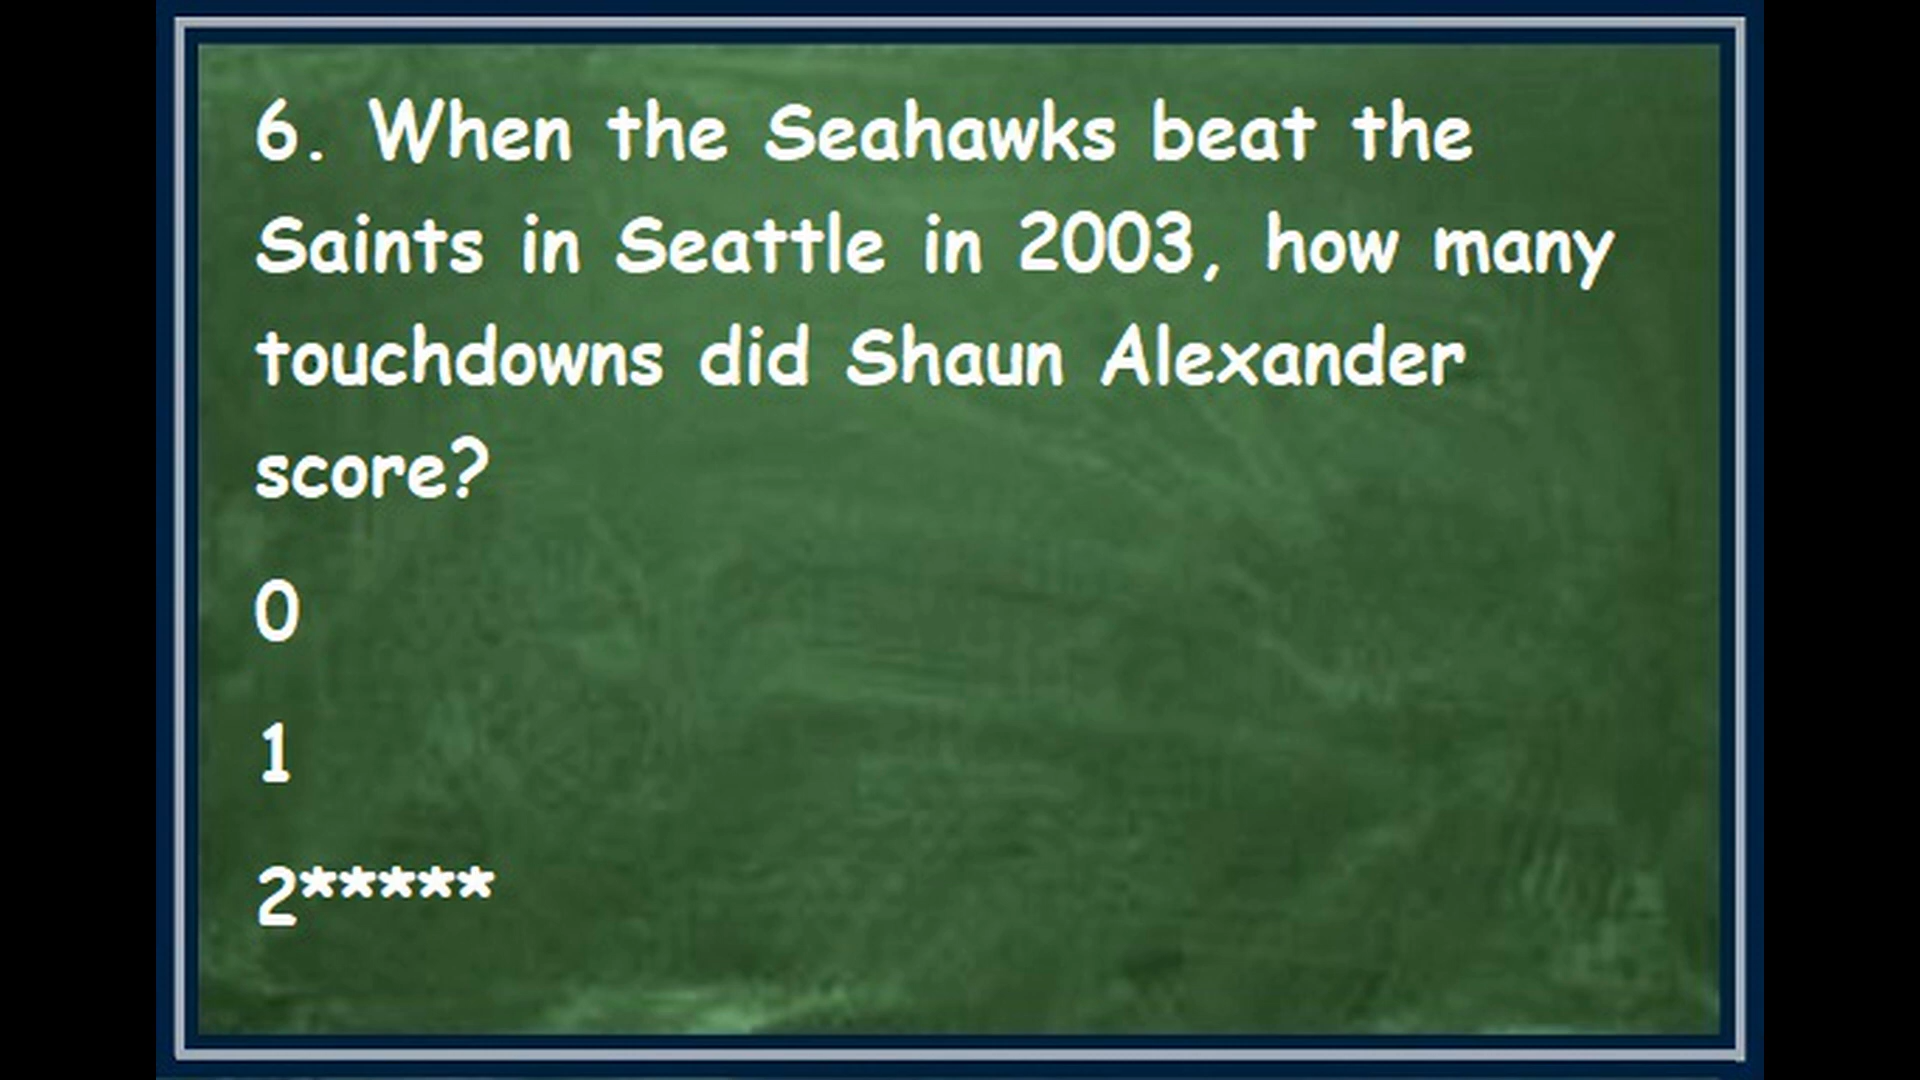 6. When the Seahawks beat the
Saints in Seattle in 2003, how many
touchdowns did Shaun Alexander
score?
0
1
2*****